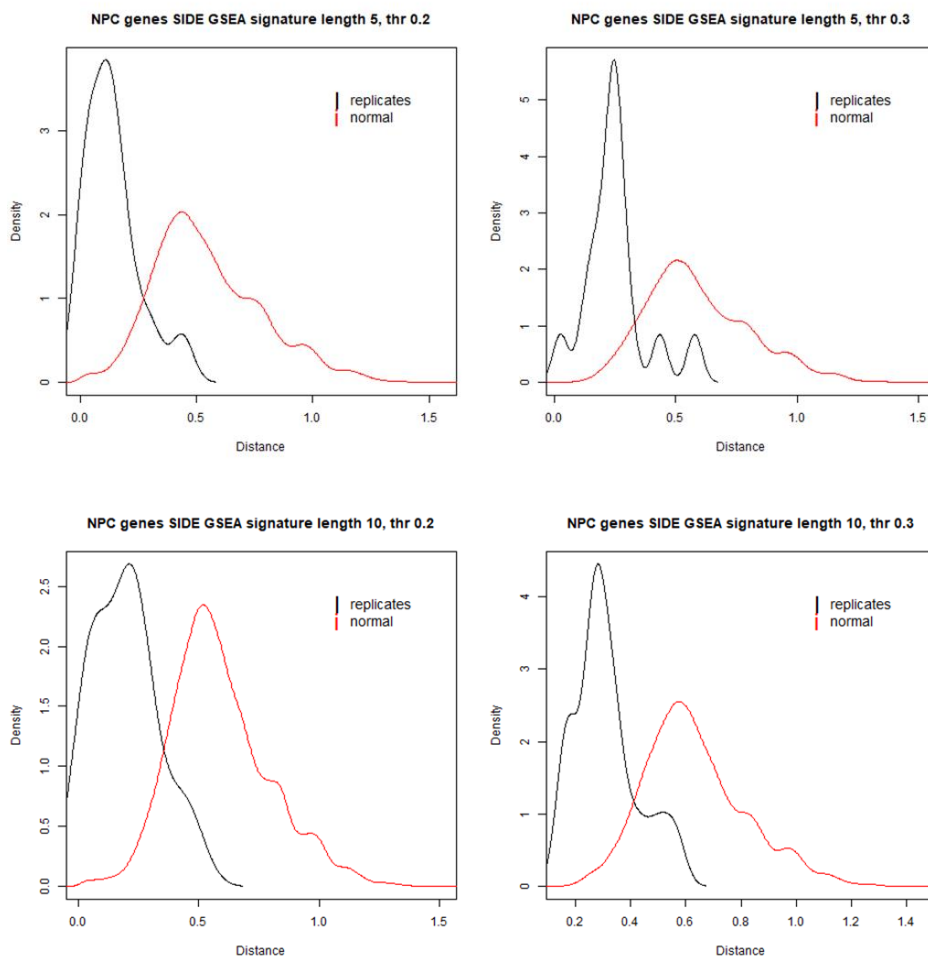 NPC genes SIDE GSEA signature length 5, thr 0.2
replicates
normal
Density
0
1
2
3
0.0
0.5
1.0
1.5
Distance
NPC genes SIDE GSEA signature length 5, thr 0.3
replicates
normal
Density
0
1
2
3
4
5
0.0
0.5
1.0
1.5
Distance
NPC genes SIDE GSEA signature length 10, thr 0.2
replicates
normal
Density
0.0
0.5
1.0
1.5
2.0
2.5
0.0
0.5
1.0
1.5
Distance
NPC genes SIDE GSEA signature length 10, thr 0.3
replicates
normal
Density
0
1
2
3
4
0.2
0.4
0.6
0.8
1.0
1.2
1.4
Distance